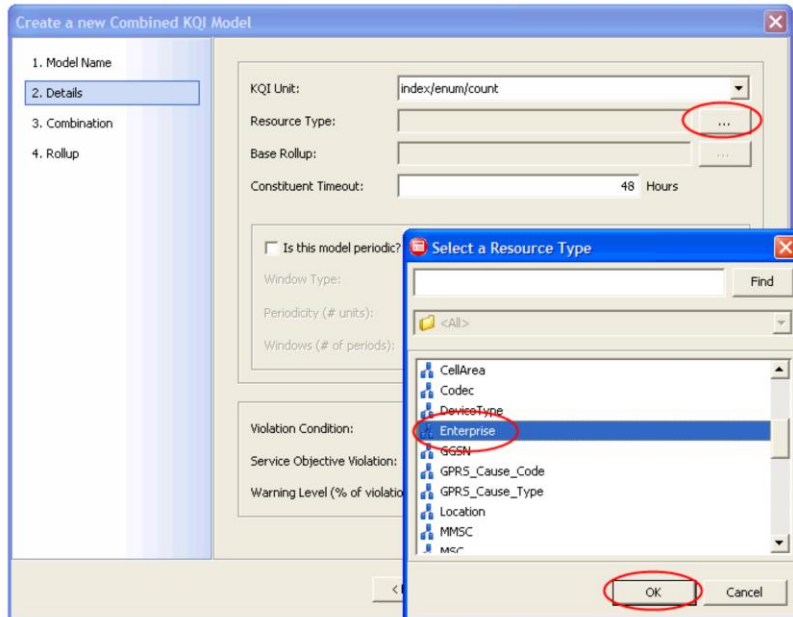 Create a new Combined KQI Model
1. Model Name
2. Details
3. Combination
4. Rollup
KQI Unit:
index/enum/count
Resource Type:
...
Base Rollup:
...
Constituent Timeout:
48 Hours
Is this model periodic?
Window Type:
Periodicity (# units):
Windows (# of periods):
Violation Condition:
Service Objective Violation:
Warning Level (% of violatio
<
Select a Resource Type
Find
<All>
CellArea
Codec
DeviceType
Enterprise
GGSN
GPRS_Cause_Code
GPRS_Cause_Type
Location
MMSC
MSC
OK
Cancel